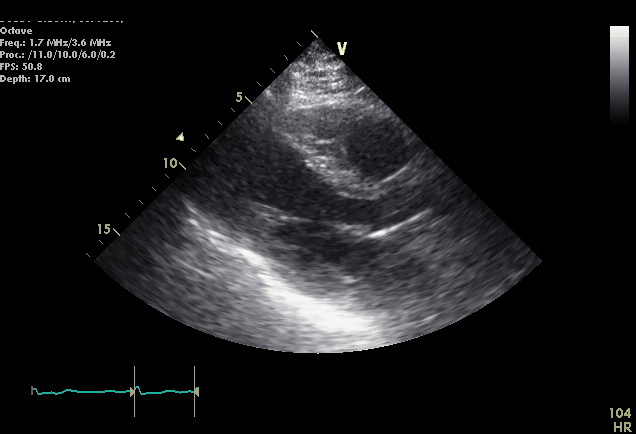 Octave
Freq.: 1.7 MHz/3.6 MHz
Proc.: /11.0/10.0/6.0/0.2
FPS: 50.8
Depth: 17.0 cm
V
5
10
15
104
HR